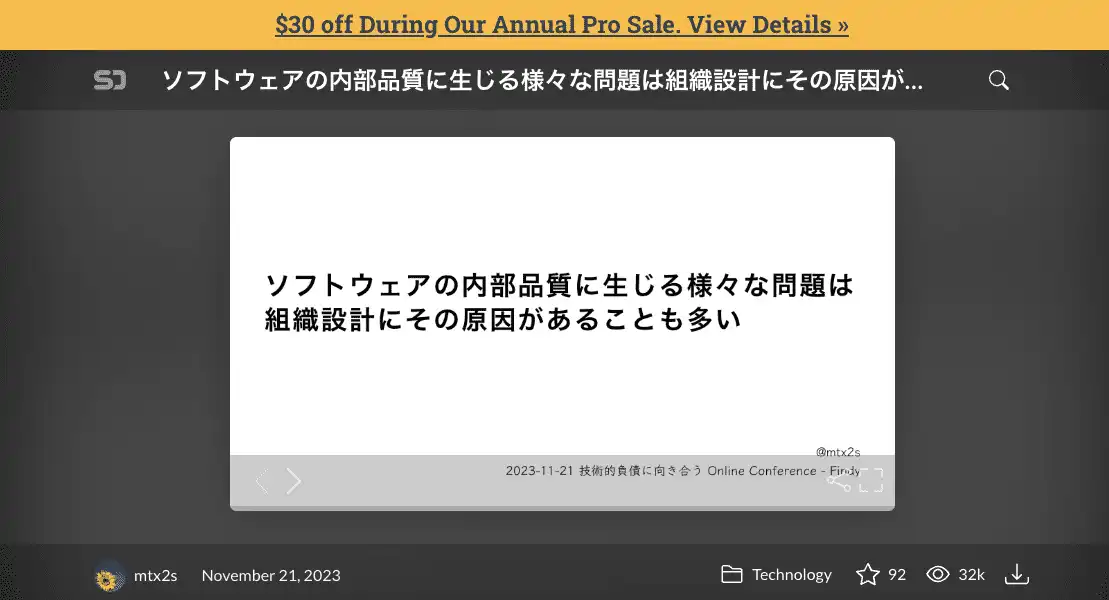 $30 off During Our Annual Pro Sale. View Details »
SD
ソフトウェアの内部品質に生じる様々な問題は組織設計にその原因が...
ソフトウェアの内部品質に生じる様々な問題は
組織設計にその原因があることも多い
@mtx2s
2023-11-21 技術的負債に向き合う Online Conference - Findy
mtx2s
November 21, 2023
Technology
92
32k